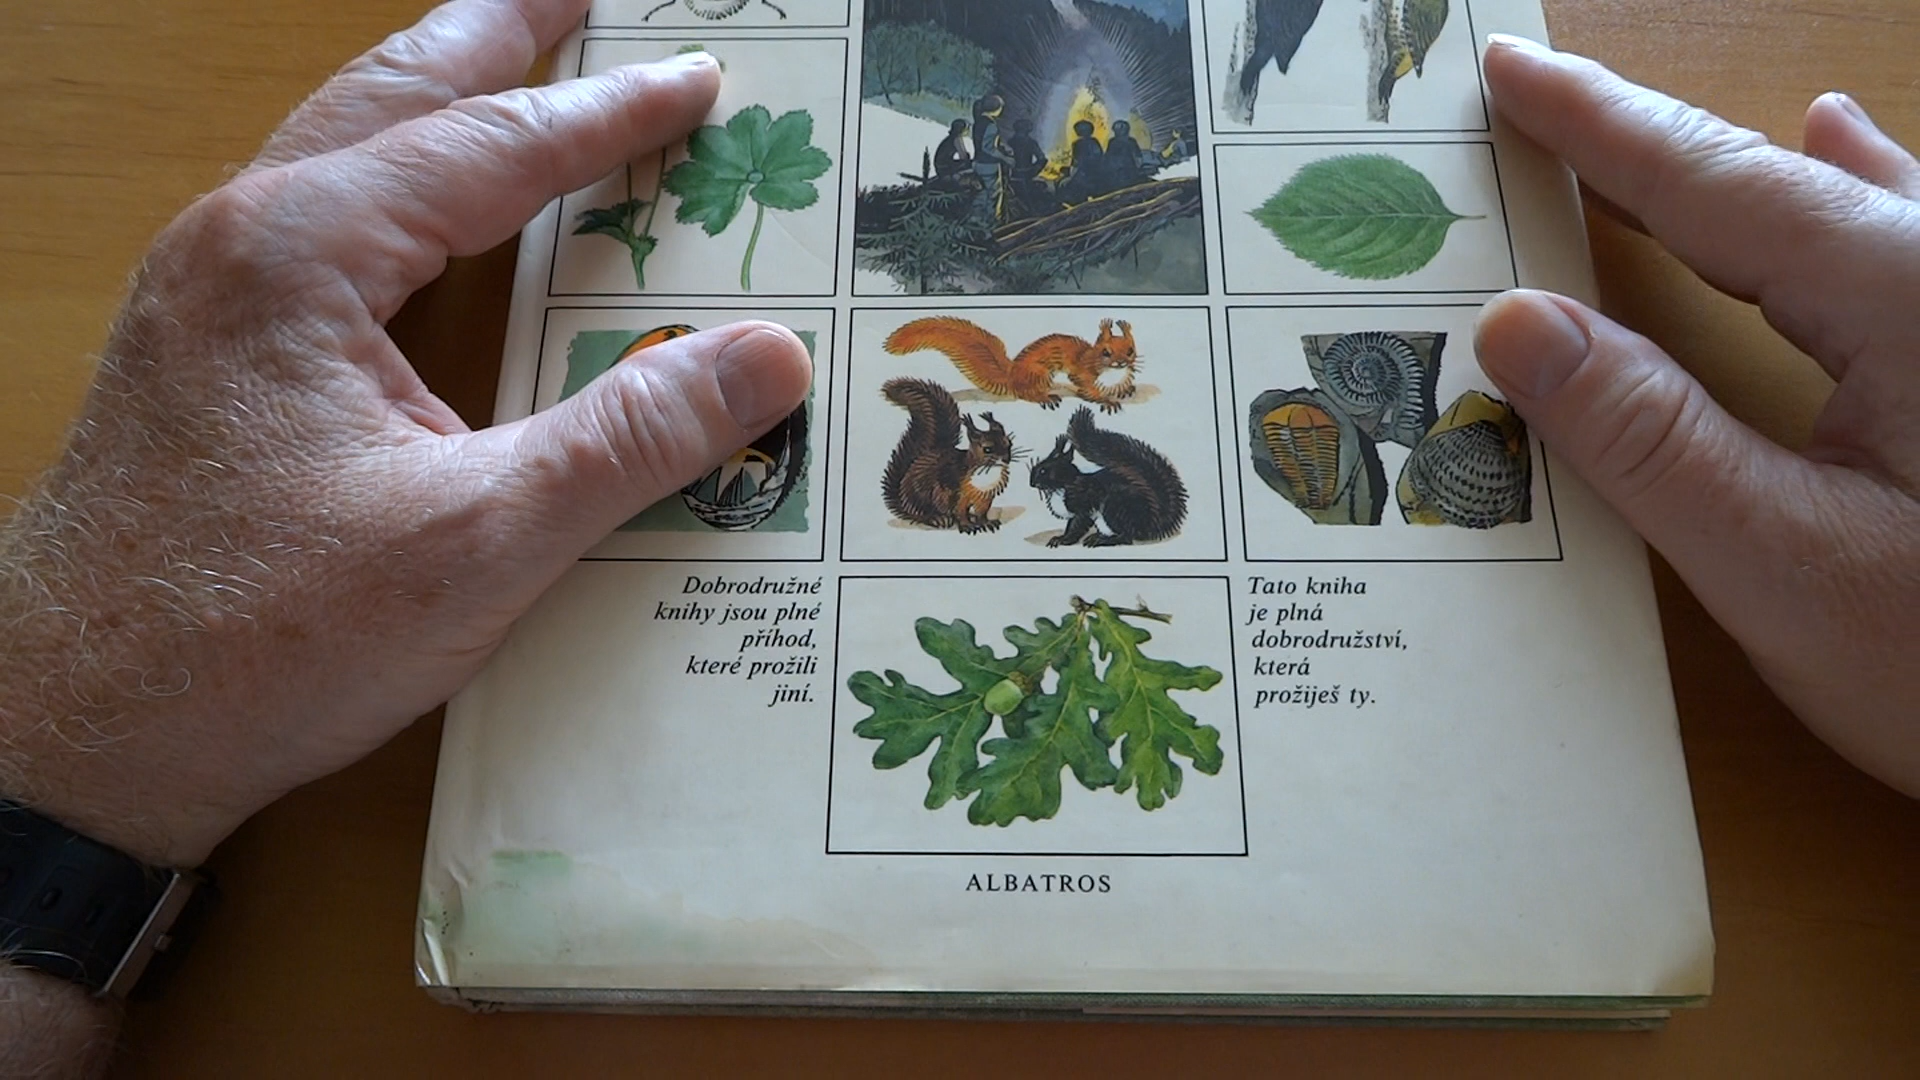 Dobrodružné
knihy jsou plné
příhod,
které prožili
jiní.
Tato kniha
je plná
dobrodružství,
která
prožiješ ty.
ALBATROS